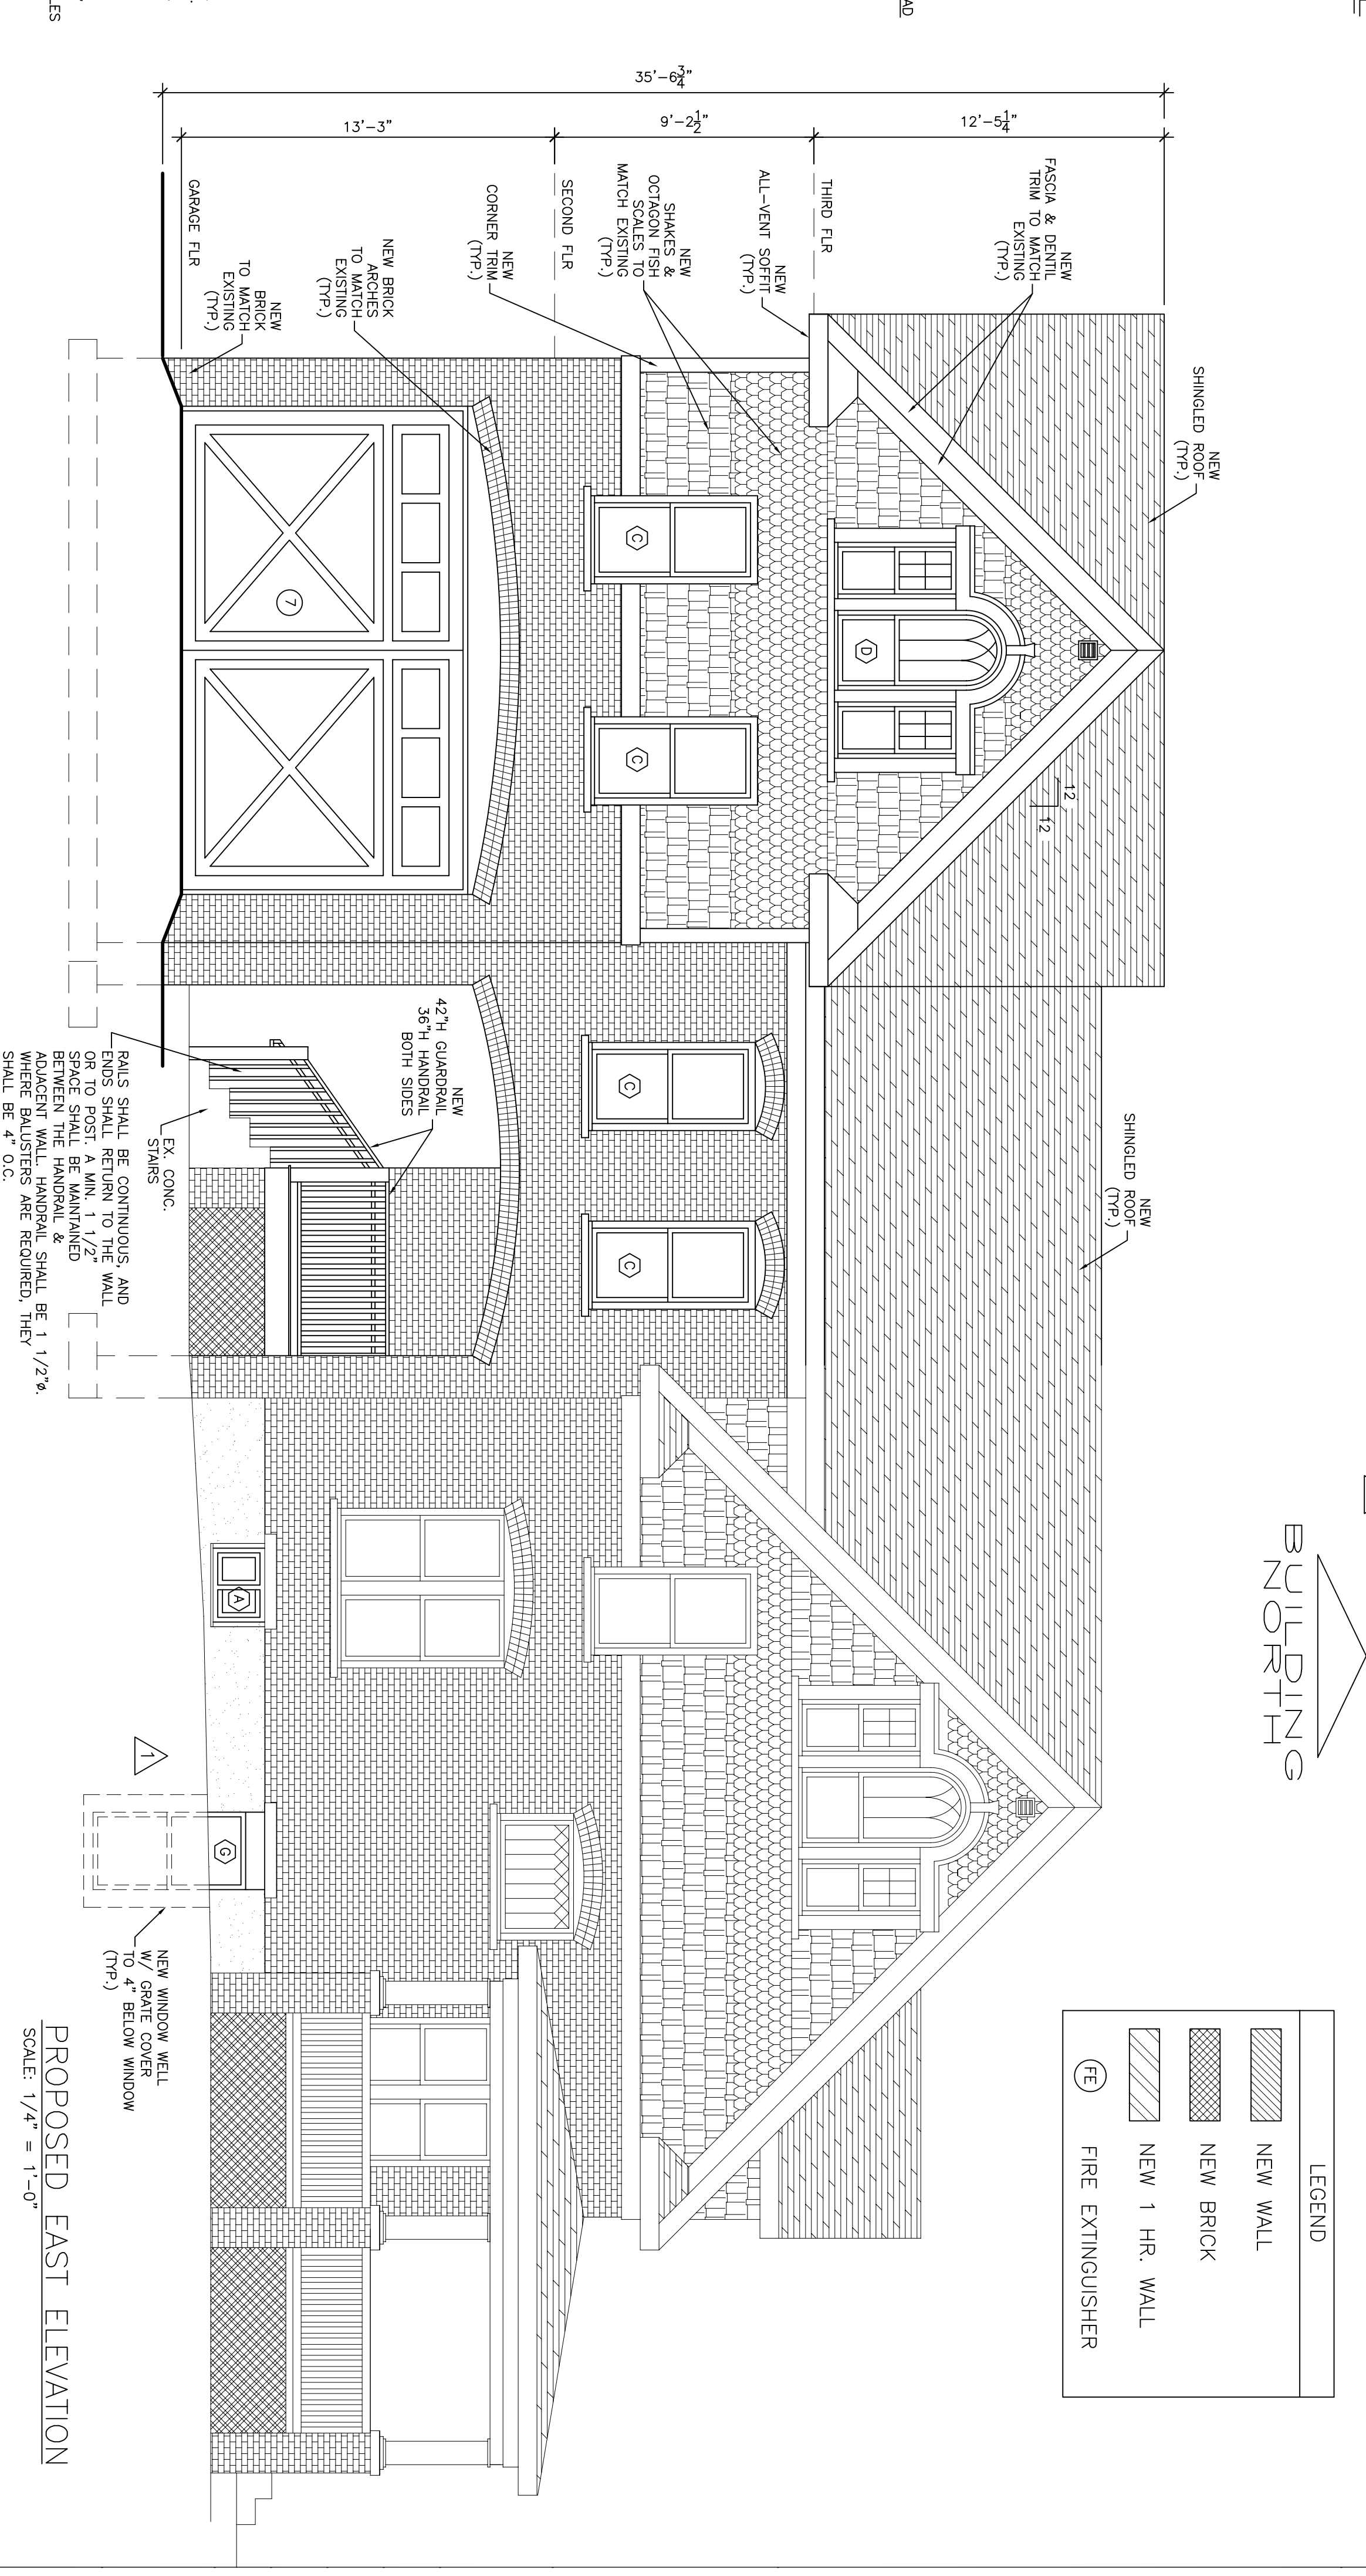 LES
AD
35'-6 3/4"
13'-3"
9'-2 1/2"
12'-5 1/4"
NEW
SHINGLED ROOF
(TYP.)
NEW
FASCIA & DENTIL
TRIM TO MATCH
EXISTING
(TYP.)
THIRD FLR
NEW
ALL-VENT SOFFIT
(TYP.)
NEW
SHAKES &
OCTAGON FISH
SCALES TO
MATCH EXISTING
(TYP.)
SECOND FLR
NEW
CORNER TRIM
(TYP.)
NEW BRICK
ARCHES
TO MATCH
EXISTING
(TYP.)
NEW
BRICK
TO MATCH
EXISTING
(TYP.)
GARAGE FLR
12
12
D
C
C
7
NEW
SHINGLED ROOF
(TYP.)
C
C
NEW
42"H GUARDRAIL
36"H HANDRAIL
BOTH SIDES
EX. CONC.
STAIRS
RAILS SHALL BE CONTINUOUS, AND
ENDS SHALL RETURN TO THE WALL
OR TO POST. A MIN. 1 1/2"
SPACE SHALL BE MAINTAINED
BETWEEN THE HANDRAIL &
ADJACENT WALL. HANDRAIL SHALL BE 1 1/2"ø.
WHERE BALUSTERS ARE REQUIRED, THEY
SHALL BE 4" O.C.
A
1
G
NEW WINDOW WELL
W/ GRATE COVER
TO 4" BELOW WINDOW
(TYP.)
BUILDING
NORTH
LEGEND
NEW WALL
NEW BRICK
NEW 1 HR. WALL
FE
FIRE EXTINGUISHER
PROPOSED EAST ELEVATION
SCALE: 1/4" = 1'-0"